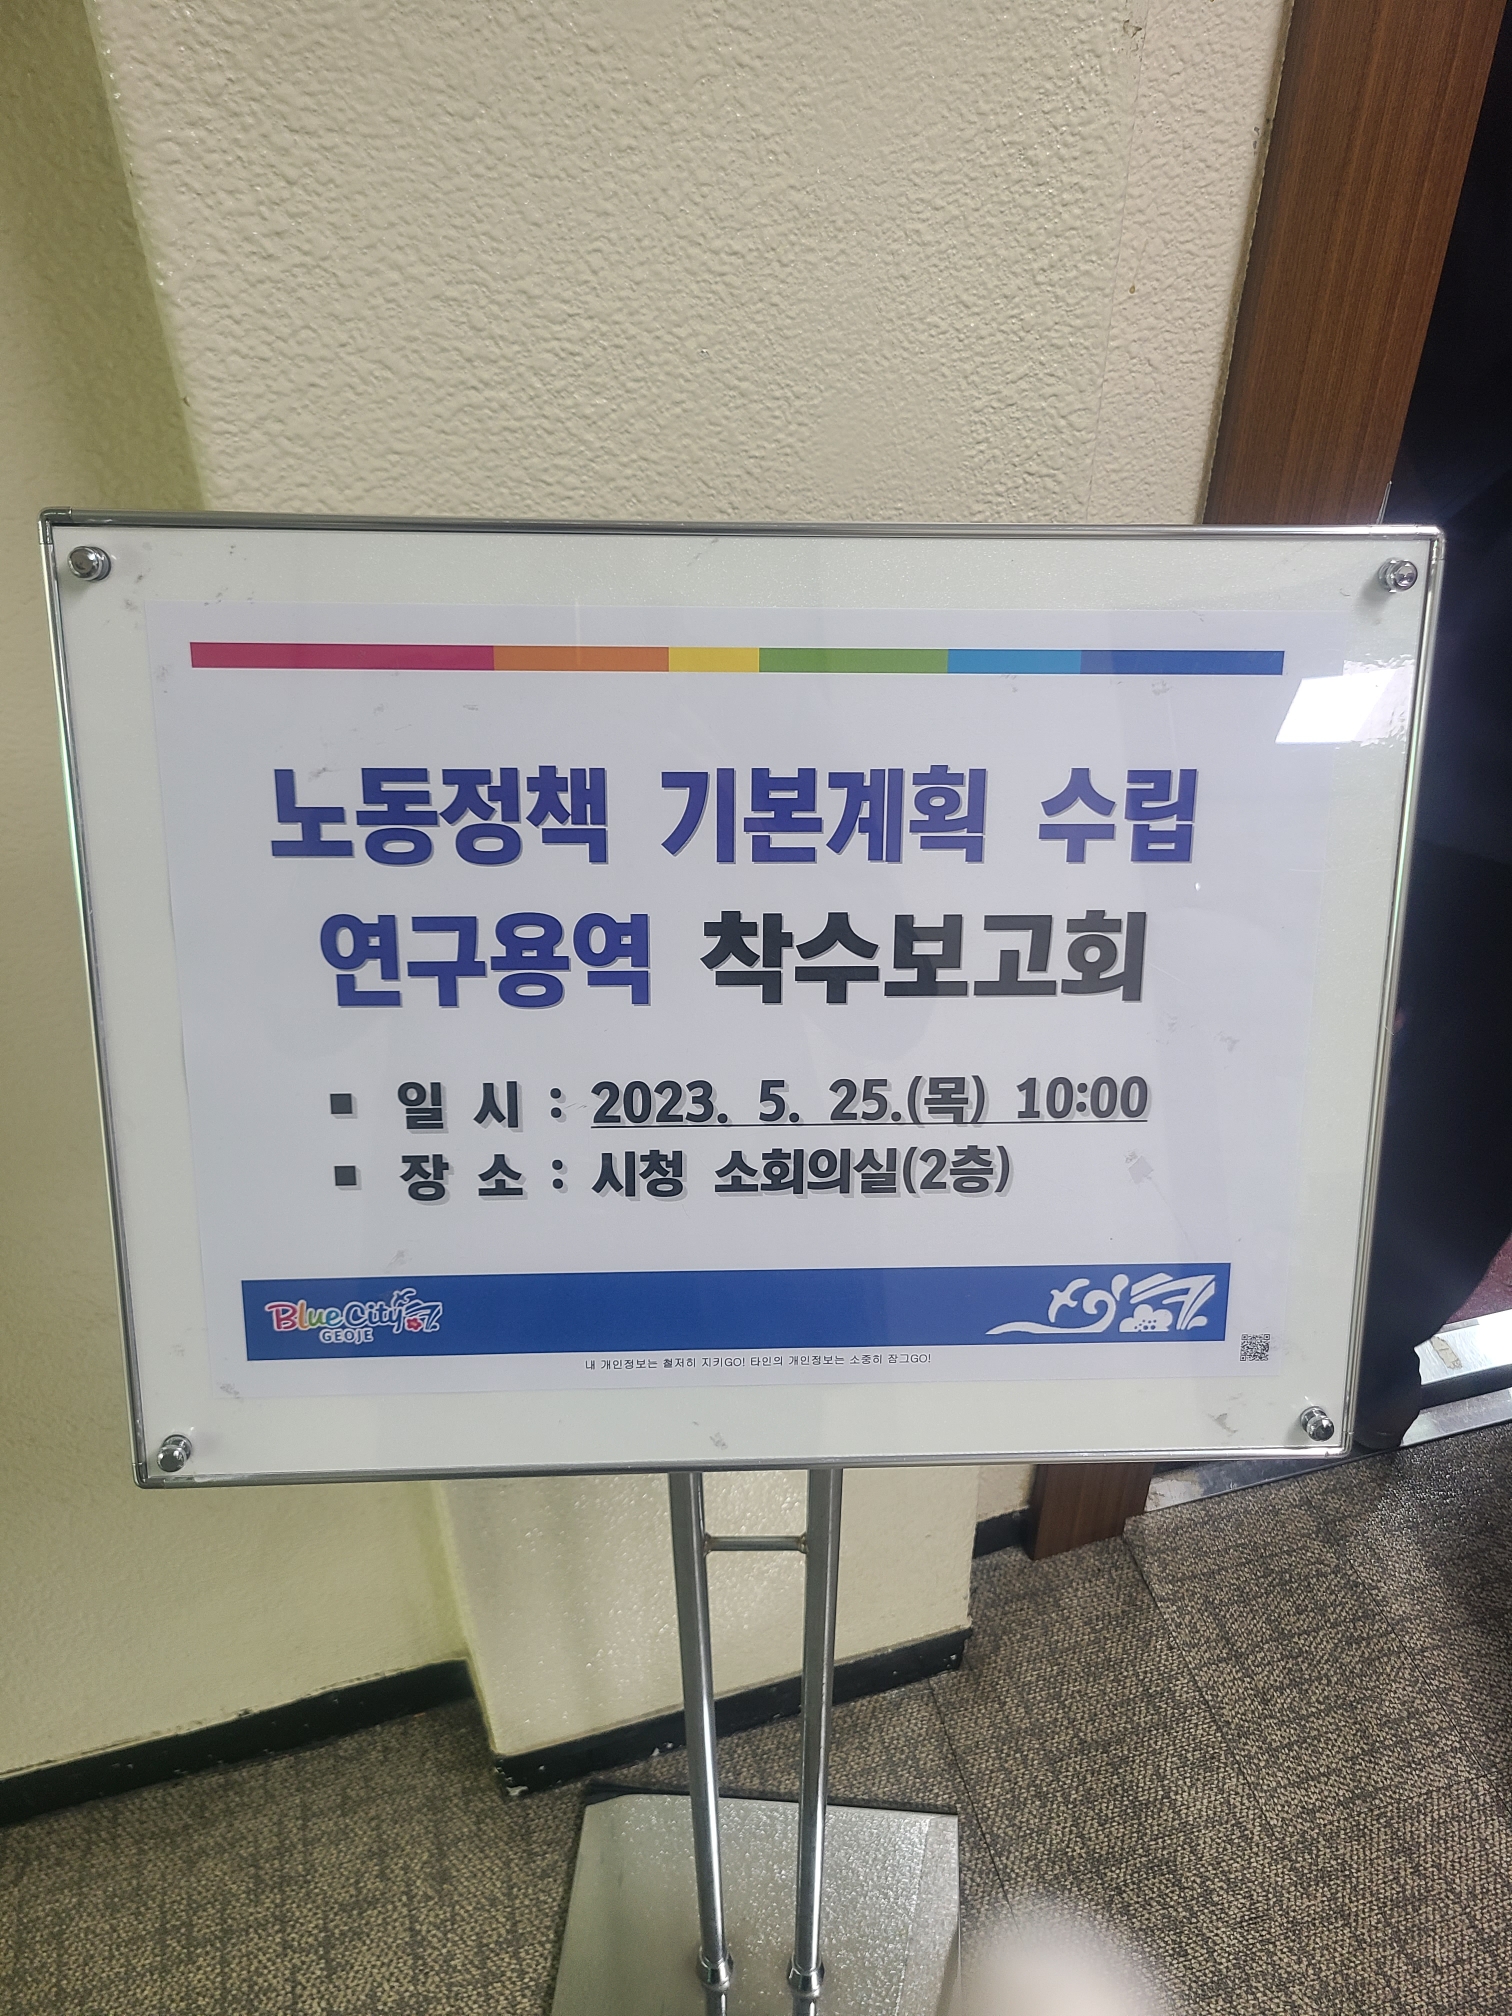 노동정책 기본계획 수립
연구용역 착수보고회
▪ 일 시 : 2023. 5. 25.(목) 10:00
▪ 장 소 : 시청 소회의실(2층)
Blue City
GEOJE
내 개인정보는 철저히 지키GO! 타인의 개인정보는 소중히 잠그GO!